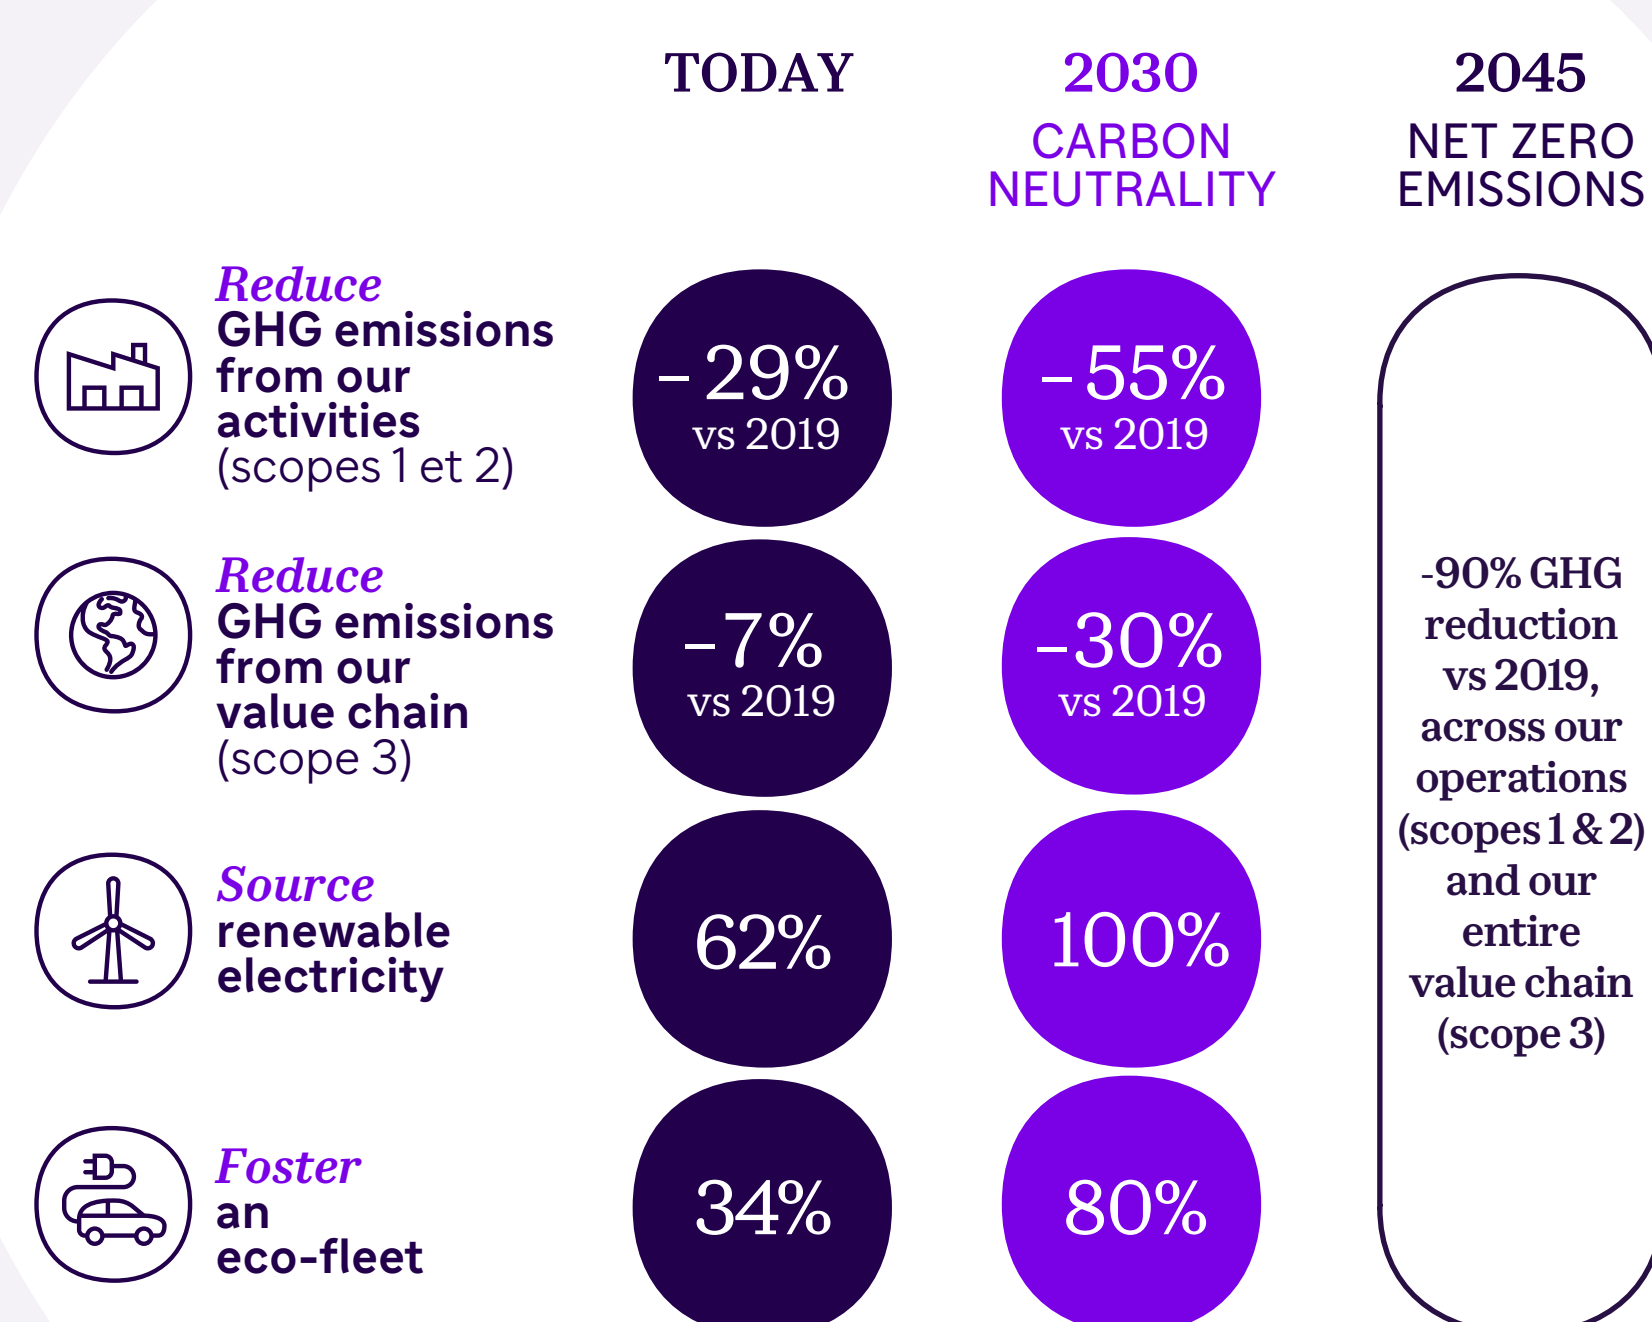 TODAY
2030
CARBON
NEUTRALITY
2045
NET ZERO
EMISSIONS
Reduce
GHG emissions
from our
activities
(scopes 1 et 2)
–29%
vs 2019
–55%
vs 2019
Reduce
GHG emissions
from our
value chain
(scope 3)
–7%
vs 2019
–30%
vs 2019
Source
renewable
electricity
62%
100%
Foster
an
eco-fleet
34%
80%
-90% GHG
reduction
vs 2019,
across our
operations
(scopes 1 & 2)
and our
entire
value chain
(scope 3)